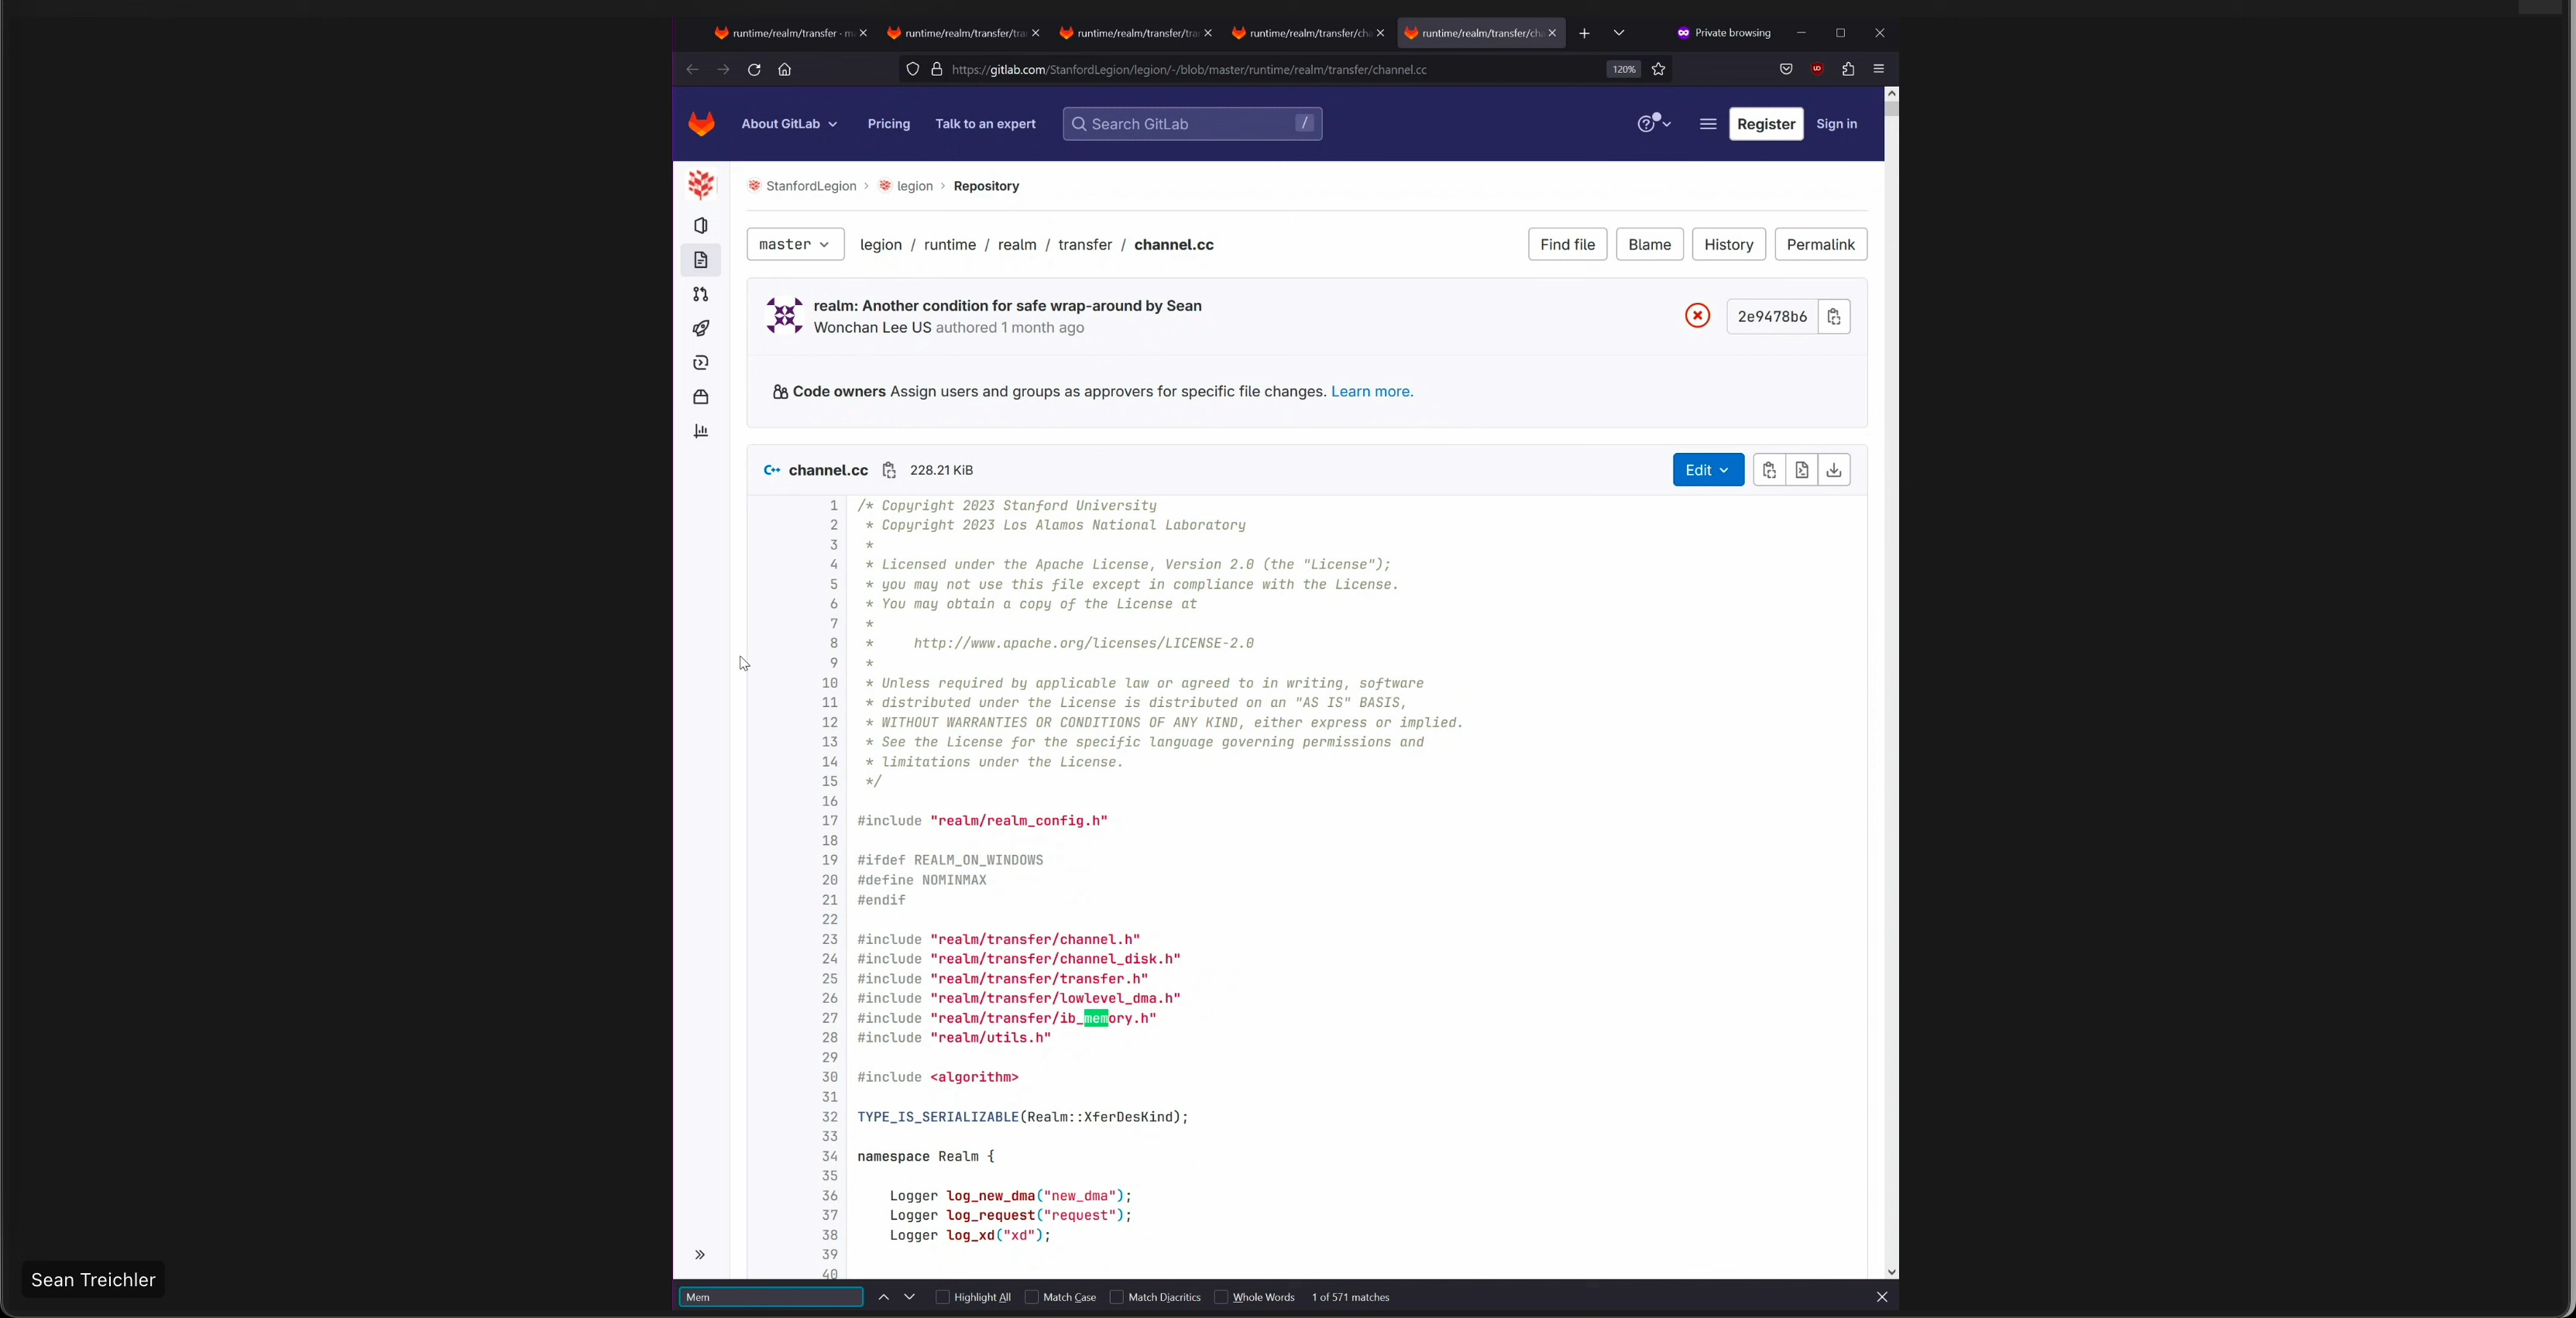 runtime/realm/transfer · m
runtime/realm/transfer/tra
runtime/realm/transfer/tra
runtime/realm/transfer/cha
runtime/realm/transfer/cha
Private browsing
https://gitlab.com/StanfordLegion/legion/-/blob/master/runtime/realm/transfer/channel.cc
120%
About GitLab
Pricing
Talk to an expert
Search GitLab
/
Register
Sign in
StanfordLegion > legion > Repository
master
legion / runtime / realm / transfer / channel.cc
Find file
Blame
History
Permalink
realm: Another condition for safe wrap-around by Sean
Wonchan Lee US authored 1 month ago
2e9478b6
Code owners Assign users and groups as approvers for specific file changes. Learn more.
C++ channel.cc 228.21 KiB
Edit
1 /* Copyright 2023 Stanford University
2 * Copyright 2023 Los Alamos National Laboratory
3 *
4 * Licensed under the Apache License, Version 2.0 (the "License");
5 * you may not use this file except in compliance with the License.
6 * You may obtain a copy of the License at
7 *
8 *     http://www.apache.org/licenses/LICENSE-2.0
9 *
10 * Unless required by applicable law or agreed to in writing, software
11 * distributed under the License is distributed on an "AS IS" BASIS,
12 * WITHOUT WARRANTIES OR CONDITIONS OF ANY KIND, either express or implied.
13 * See the License for the specific language governing permissions and
14 * limitations under the License.
15 */
16
17 #include "realm/realm_config.h"
18
19 #ifdef REALM_ON_WINDOWS
20 #define NOMINMAX
21 #endif
22
23 #include "realm/transfer/channel.h"
24 #include "realm/transfer/channel_disk.h"
25 #include "realm/transfer/transfer.h"
26 #include "realm/transfer/lowlevel_dma.h"
27 #include "realm/transfer/ib_memory.h"
28 #include "realm/utils.h"
29
30 #include <algorithm>
31
32 TYPE_IS_SERIALIZABLE(Realm::XferDesKind);
33
34 namespace Realm {
35
36     Logger log_new_dma("new_dma");
37     Logger log_request("request");
38     Logger log_xd("xd");
39
40
Sean Treichler
Mem
Highlight All
Match Case
Match Diacritics
Whole Words
1 of 571 matches